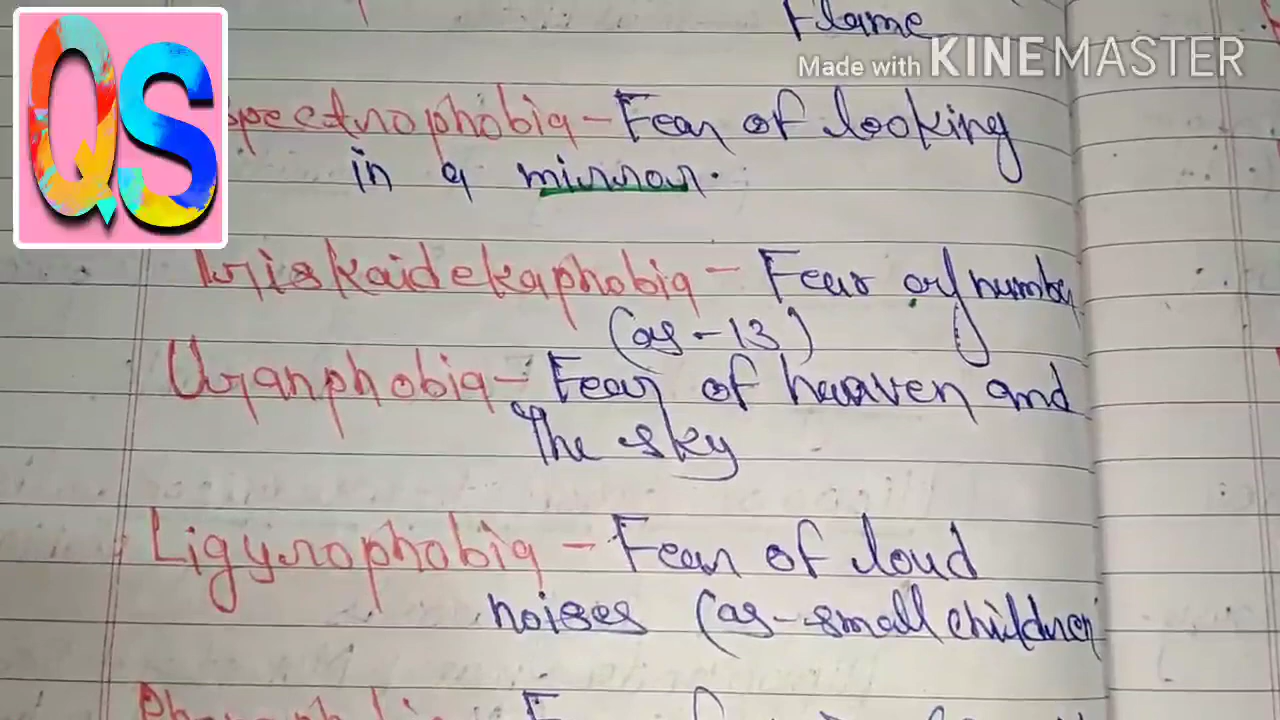 Flame
Made with KINEMASTER
QS
Spectrophobia - Fear of looking
in a mirror.
triskaidekaphobia - Fear of number
(as - 13)
Uranphobia - Fear of heaven and
the sky
Ligyrophobia - Fear of loud
noises (as - small children